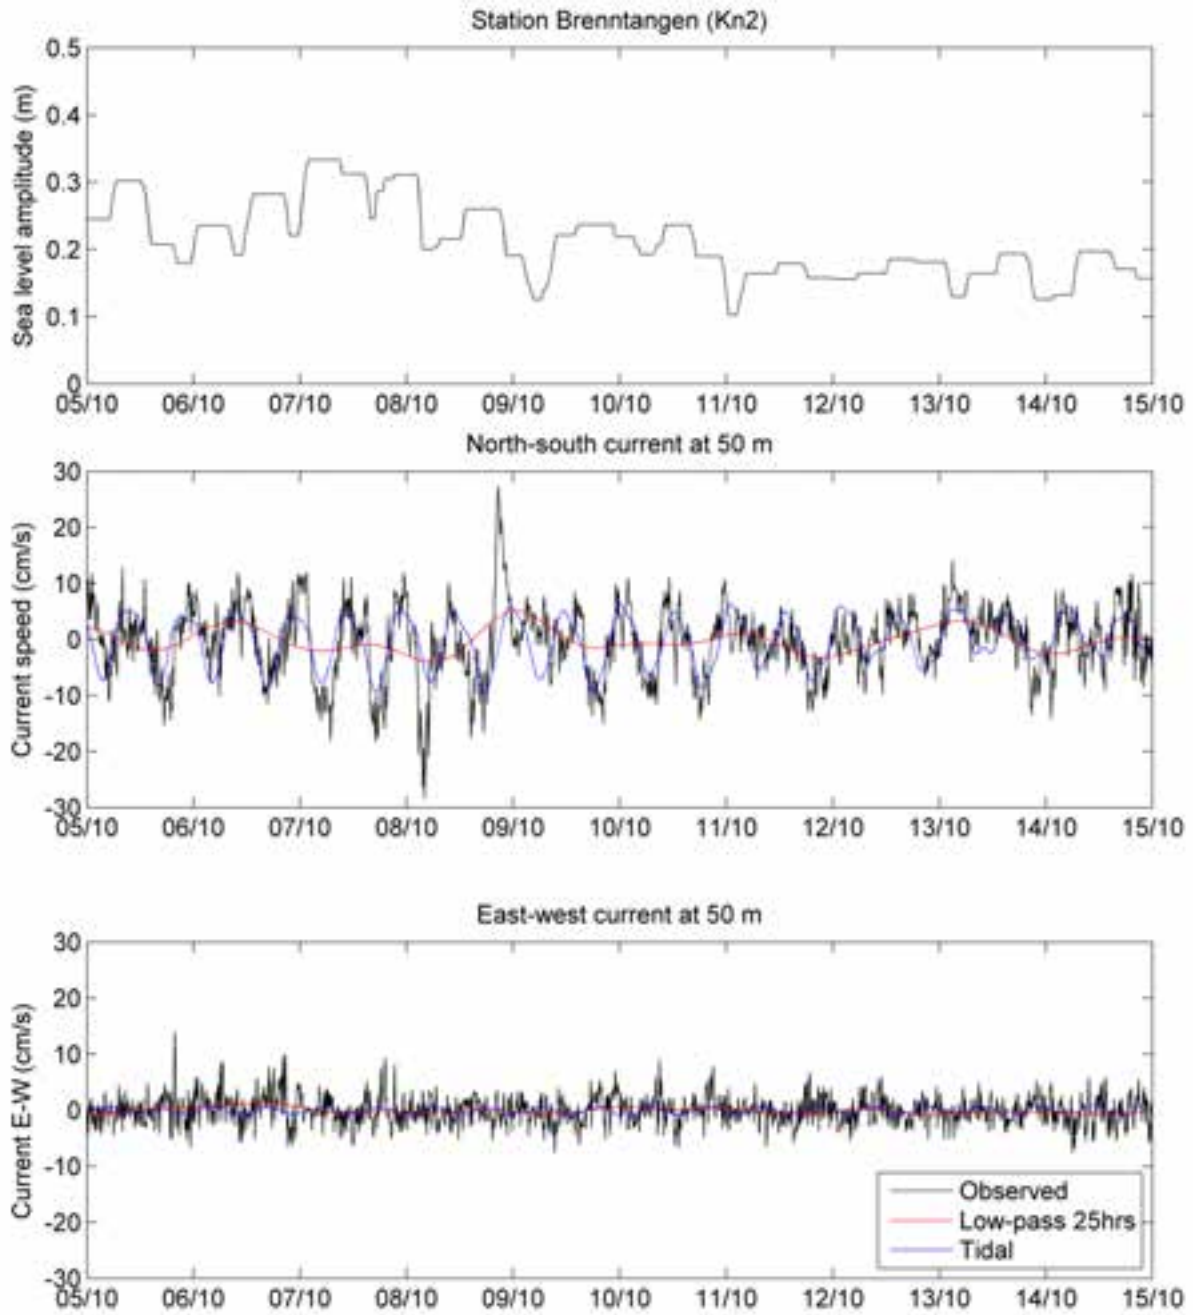 Station Brenntangen (Kn2)
Sea level amplitude (m)
0.5
0.4
0.3
0.2
0.1
0
05/10 06/10 07/10 08/10 09/10 10/10 11/10 12/10 13/10 14/10 15/10
North-south current at 50 m
Current speed (cm/s)
30
20
10
0
-10
-20
-30
05/10 06/10 07/10 08/10 09/10 10/10 11/10 12/10 13/10 14/10 15/10
East-west current at 50 m
Current E-W (cm/s)
30
20
10
0
-10
-20
-30
Observed
Low-pass 25hrs
Tidal
05/10 06/10 07/10 08/10 09/10 10/10 11/10 12/10 13/10 14/10 15/10